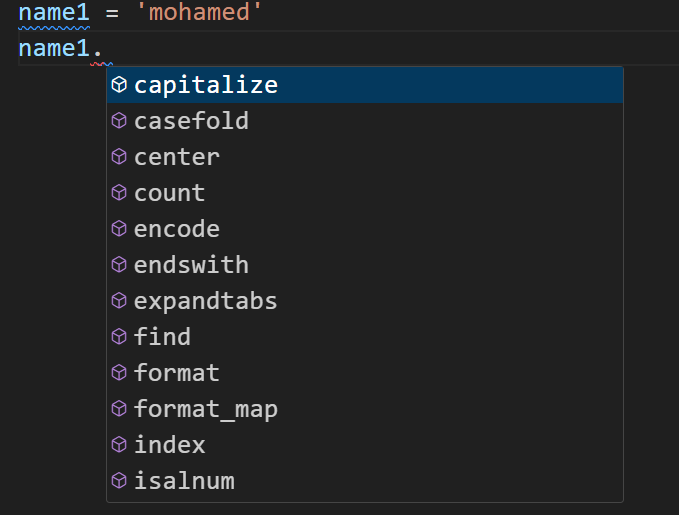 name1 = 'mohamed'
name1.
capitalize
casefold
center
count
encode
endswith
expandtabs
find
format
format_map
index
isalnum